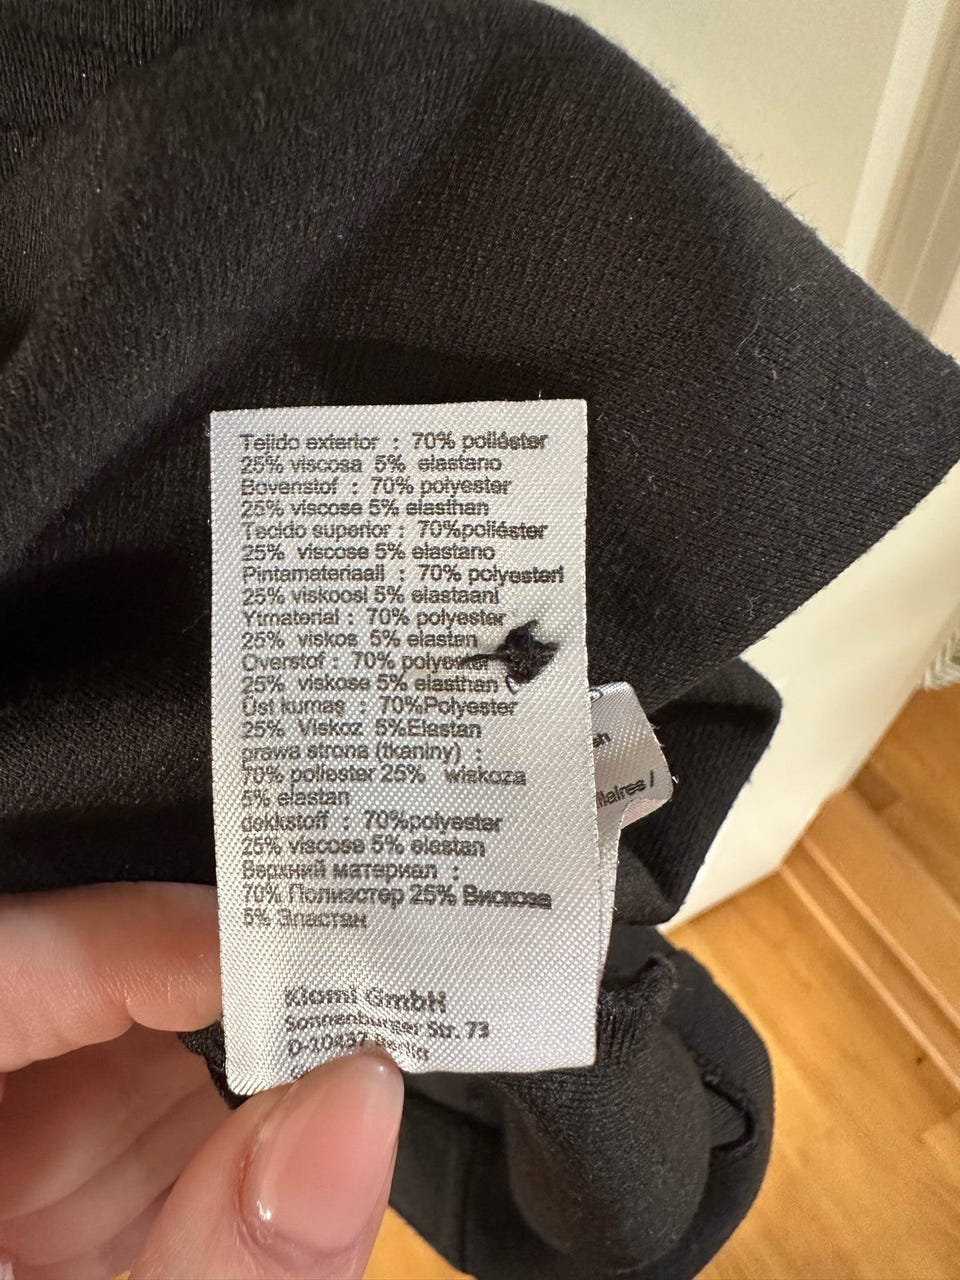 Tejido exterior : 70% poliéster
25% viscosa 5% elastano
Bovenstof : 70% polyester
25% viscose 5% elasthan
Tecido superior : 70%poliéster
25% viscose 5% elastano
Pintamateriaali : 70% polyesteri
25% viskoosi 5% elastaani
Ytmaterial : 70% polyester
25% viskos 5% elastan
Overstof : 70%
25% viskose 5% elasthan
Üst kumaş : 70%Polyester
25% Viskoz 5%Elastan
prawa strona (tkaniny) :
70% poliester 25% wiskoza
5% elastan
dekkstoff : 70%polyester
25% viscose 5% elastan
Верхний материал :
70% Полиэстер 25% Вискоза
5% Эластан
Kiomi GmbH
Sonnenburger Str. 73
D-10437 Berlin